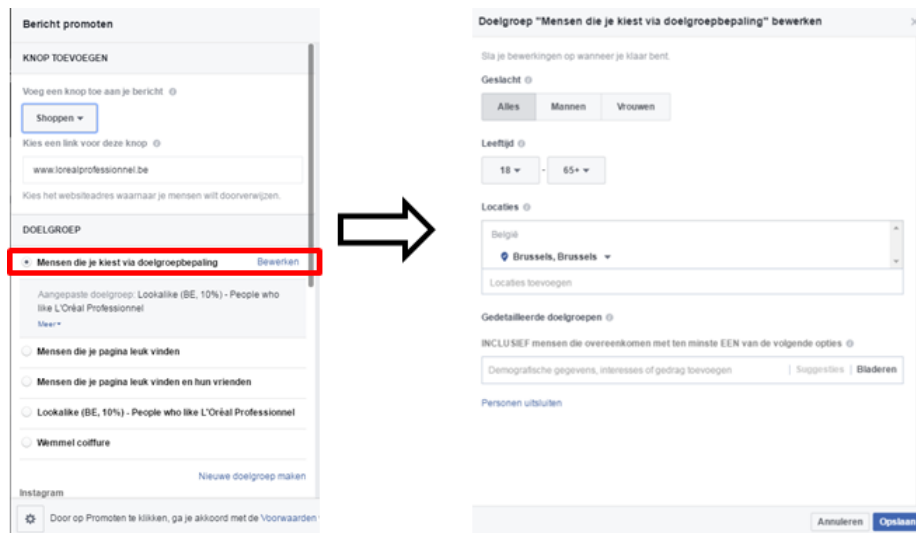 Bericht promoten
KNOP TOEVOEGEN
Voeg een knop toe aan je bericht
Shoppen
Kies een link voor deze knop
www.lorealprofessionnel.be
Kies het websiteadres waarnaar je mensen wilt doorverwijzen.
DOELGROEP
Mensen die je kiest via doelgroepbepaling Bewerken
Aangepaste doelgroep: Lookalike (BE, 10%) - People who
like L'Oréal Professionnel
Meer
Mensen die je pagina leuk vinden
Mensen die je pagina leuk vinden en hun vrienden
Lookalike (BE, 10%) - People who like L'Oréal Professionnel
Wemmel coiffure
Nieuwe doelgroep maken
Instagram
Door op Promoten te klikken, ga je akkoord met de Voorwaarden
Doelgroep "Mensen die je kiest via doelgroepbepaling" bewerken
Sla je bewerkingen op wanneer je klaar bent.
Geslacht
Alles Mannen Vrouwen
Leeftijd
18 - 65+
Locaties
België
Brussels, Brussels
Locaties toevoegen
Gedetailleerde doelgroepen
INCLUSIEF mensen die overeenkomen met ten minste EEN van de volgende opties
Demografische gegevens, interesses of gedrag toevoegen | Suggesties | Bladeren
Personen uitsluiten
Annuleren Opslaan